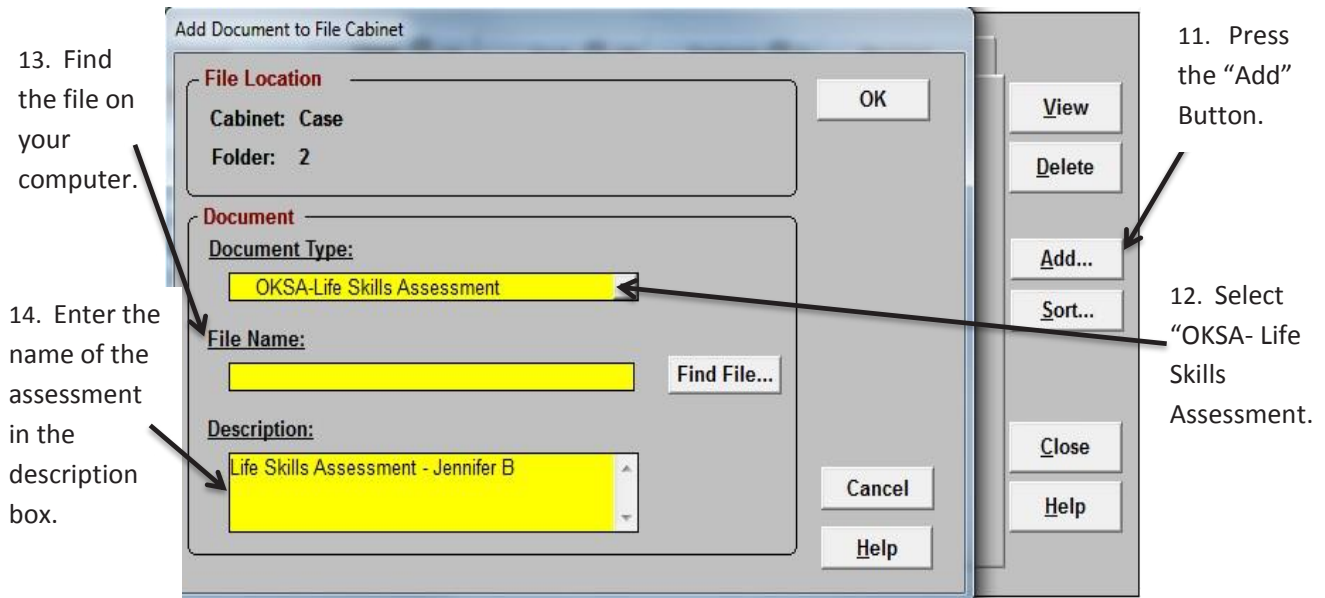 Add Document to File Cabinet
13. Find
the file on
your
computer.
File Location
Cabinet: Case
Folder: 2
OK
Document
Document Type:
OKSA-Life Skills Assessment
14. Enter the
name of the
assessment
in the
description
box.
File Name:
Find File...
Description:
Life Skills Assessment - Jennifer B
Cancel
Help
View
Delete
Add...
Sort...
Close
Help
11. Press
the “Add”
Button.
12. Select
“OKSA- Life
Skills
Assessment.